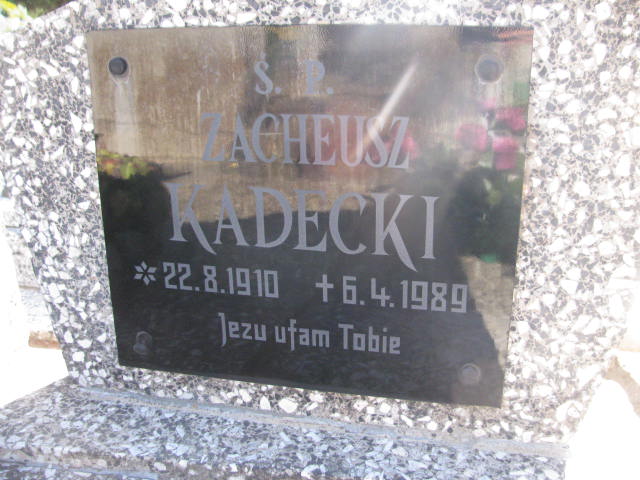 Ś. P.
ZACHEUSZ
KADECKI
22.8.1910 6.4.1989
Jezu ufam Tobie